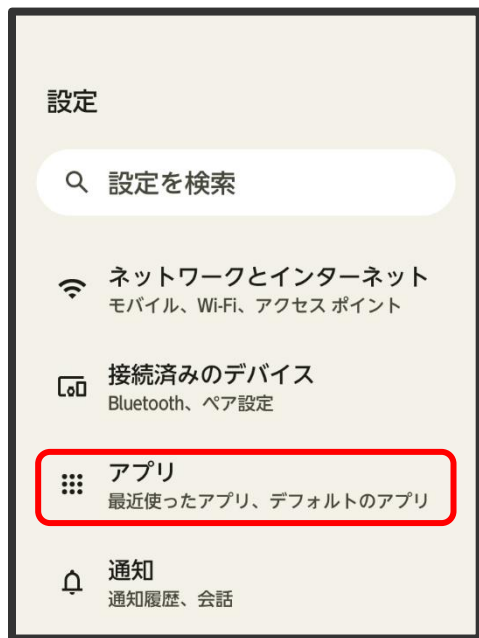 設定
設定を検索
ネットワークとインターネット
モバイル、Wi-Fi、アクセス ポイント
接続済みのデバイス
Bluetooth、ペア設定
アプリ
最近使ったアプリ、デフォルトのアプリ
通知
通知履歴、会話